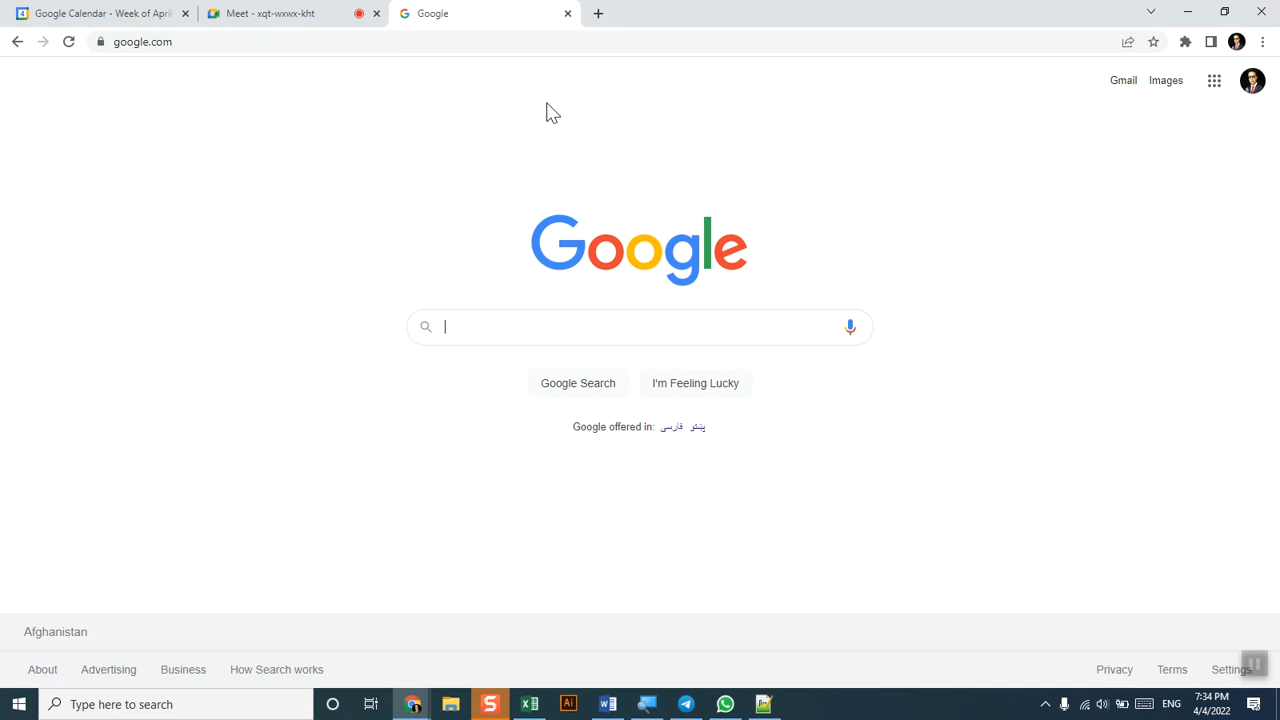 Google Calendar - Week of April
Meet - xqt-wxwx-kht
Google
google.com
Gmail Images
Google
Google Search
I'm Feeling Lucky
Google offered in: فارسی پښتو
Afghanistan
About Advertising Business How Search works
Privacy Terms Settings
Type here to search
ENG
7:34 PM
4/4/2022